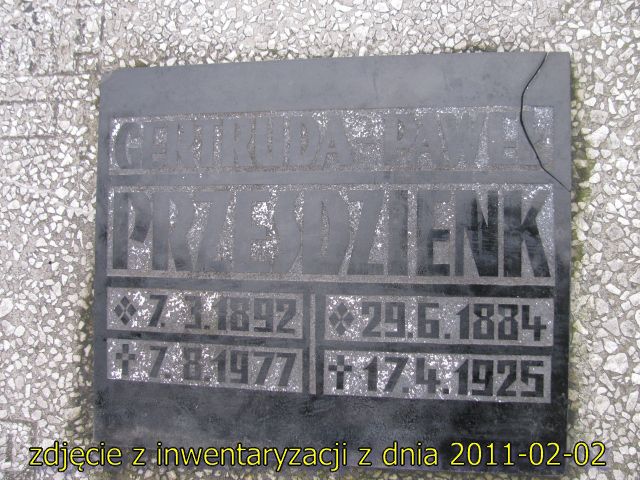 GERTRUDA-PAWEŁ
PRZEJDZIENK
❖ 7. 3.1892 ❖ 29.6.1884
✝ 7.8.1977 ✝ 17.4.1925
zdjęcie z inwentaryzacji z dnia 2011-02-02